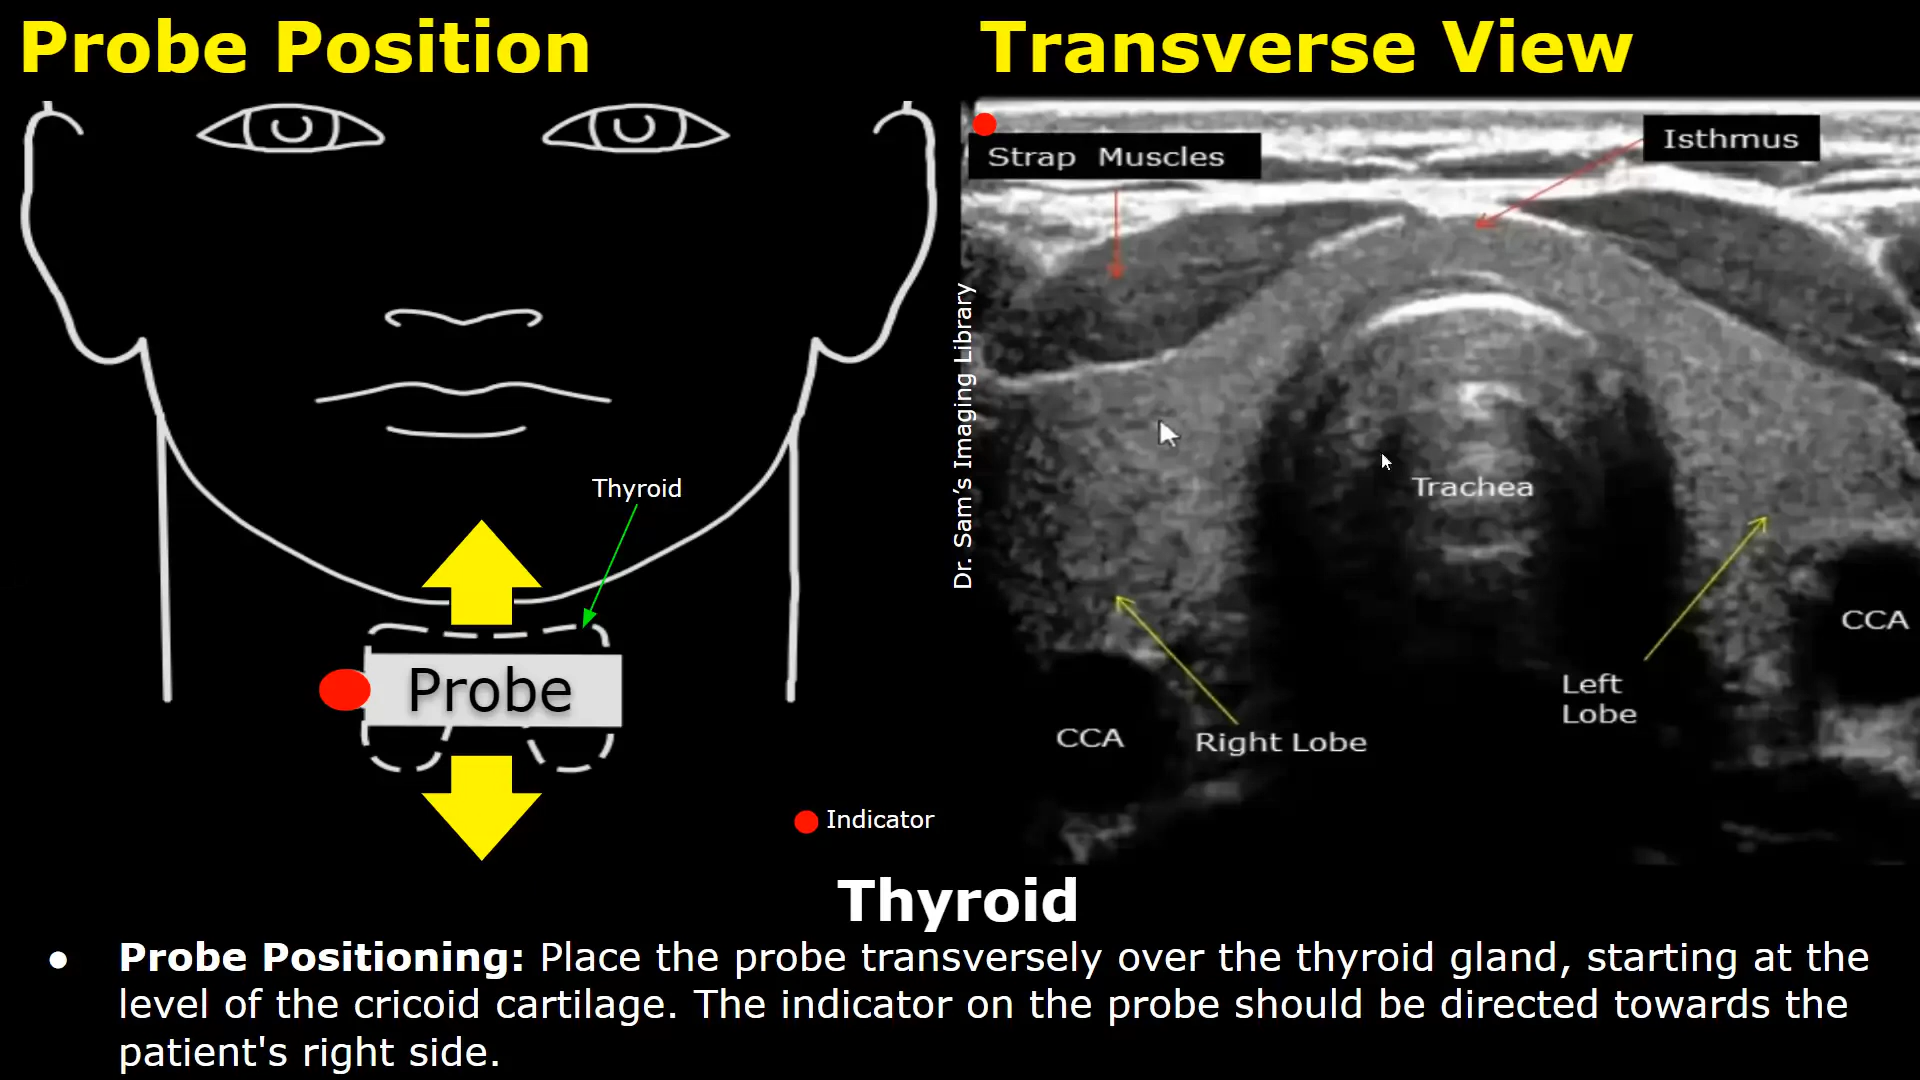 Probe Position
Transverse View
Strap Muscles
Isthmus
Dr. Sam’s Imaging Library
Thyroid
Trachea
Probe
CCA
Left
Lobe
CCA
Right Lobe
Indicator
Thyroid
● Probe Positioning: Place the probe transversely over the thyroid gland, starting at the
level of the cricoid cartilage. The indicator on the probe should be directed towards the
patient's right side.